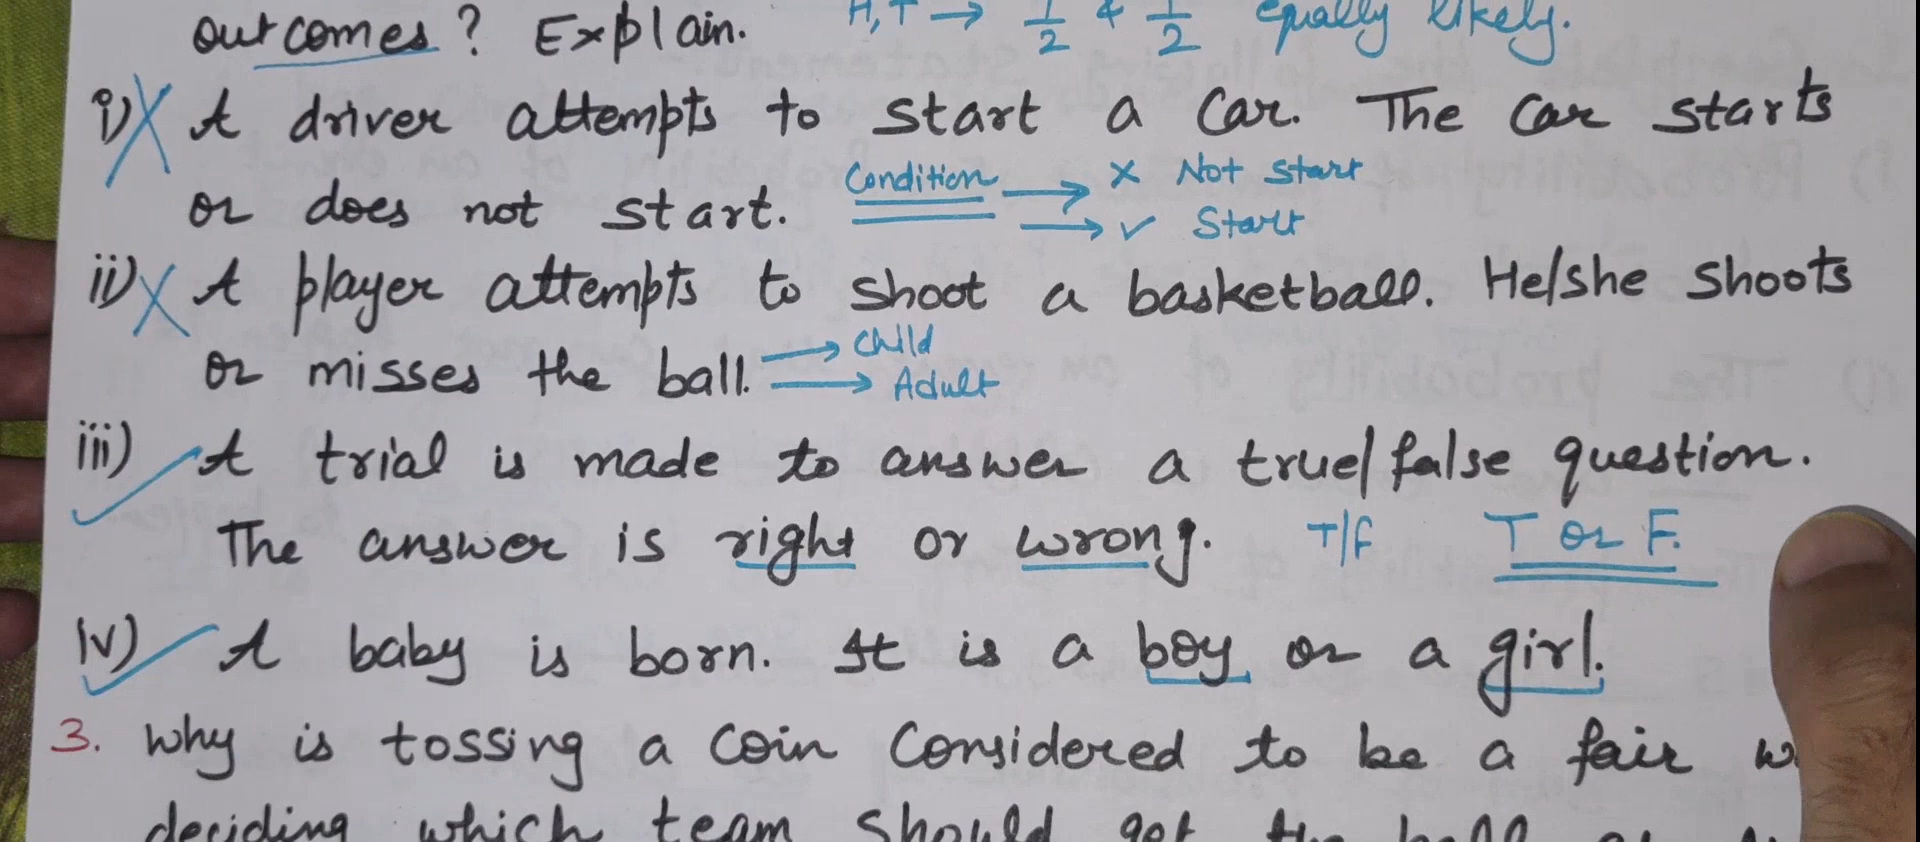 outcomes? Explain. H, T → 1/2 & 1/2 equally likely.
i) X A driver attempts to start a car. The car starts
or does not start. Condition → X Not start
→ ✓ Start
ii) X A player attempts to shoot a basketball. He/she shoots
or misses the ball. → Child
→ Adult
iii) ✓ A trial is made to answer a true/false question.
The answer is right or wrong. T/F T or F.
iv) ✓ A baby is born. It is a boy or a girl.
3. Why is tossing a coin considered to be a fair
deciding which team should get the ball